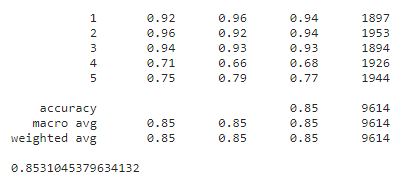 1 0.92 0.96 0.94 1897
2 0.96 0.92 0.94 1953
3 0.94 0.93 0.93 1894
4 0.71 0.66 0.68 1926
5 0.75 0.79 0.77 1944
accuracy 0.85 9614
macro avg 0.85 0.85 0.85 9614
weighted avg 0.85 0.85 0.85 9614
0.8531045379634132